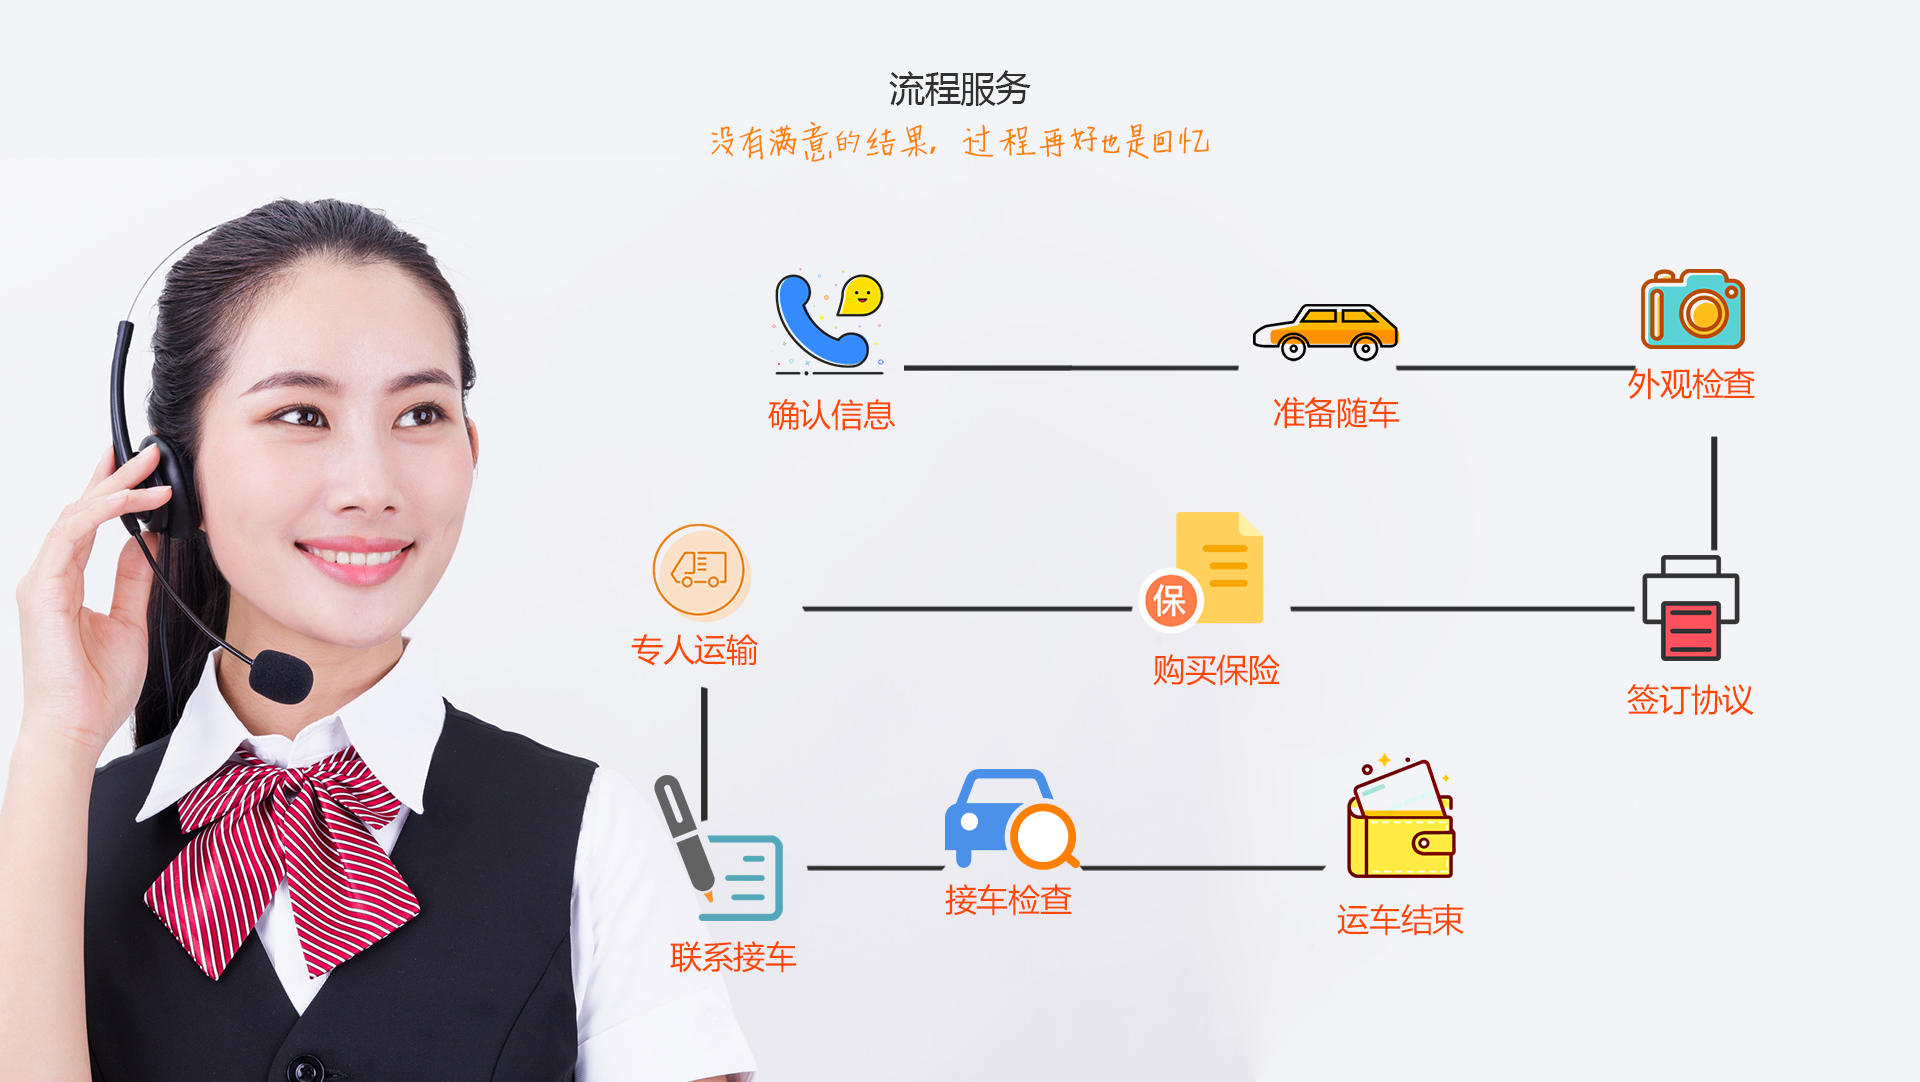 流程服务
没有满意的结果，过程再好也是回忆
确认信息
准备随车
外观检查
专人运输
保
购买保险
签订协议
联系接车
接车检查
运车结束